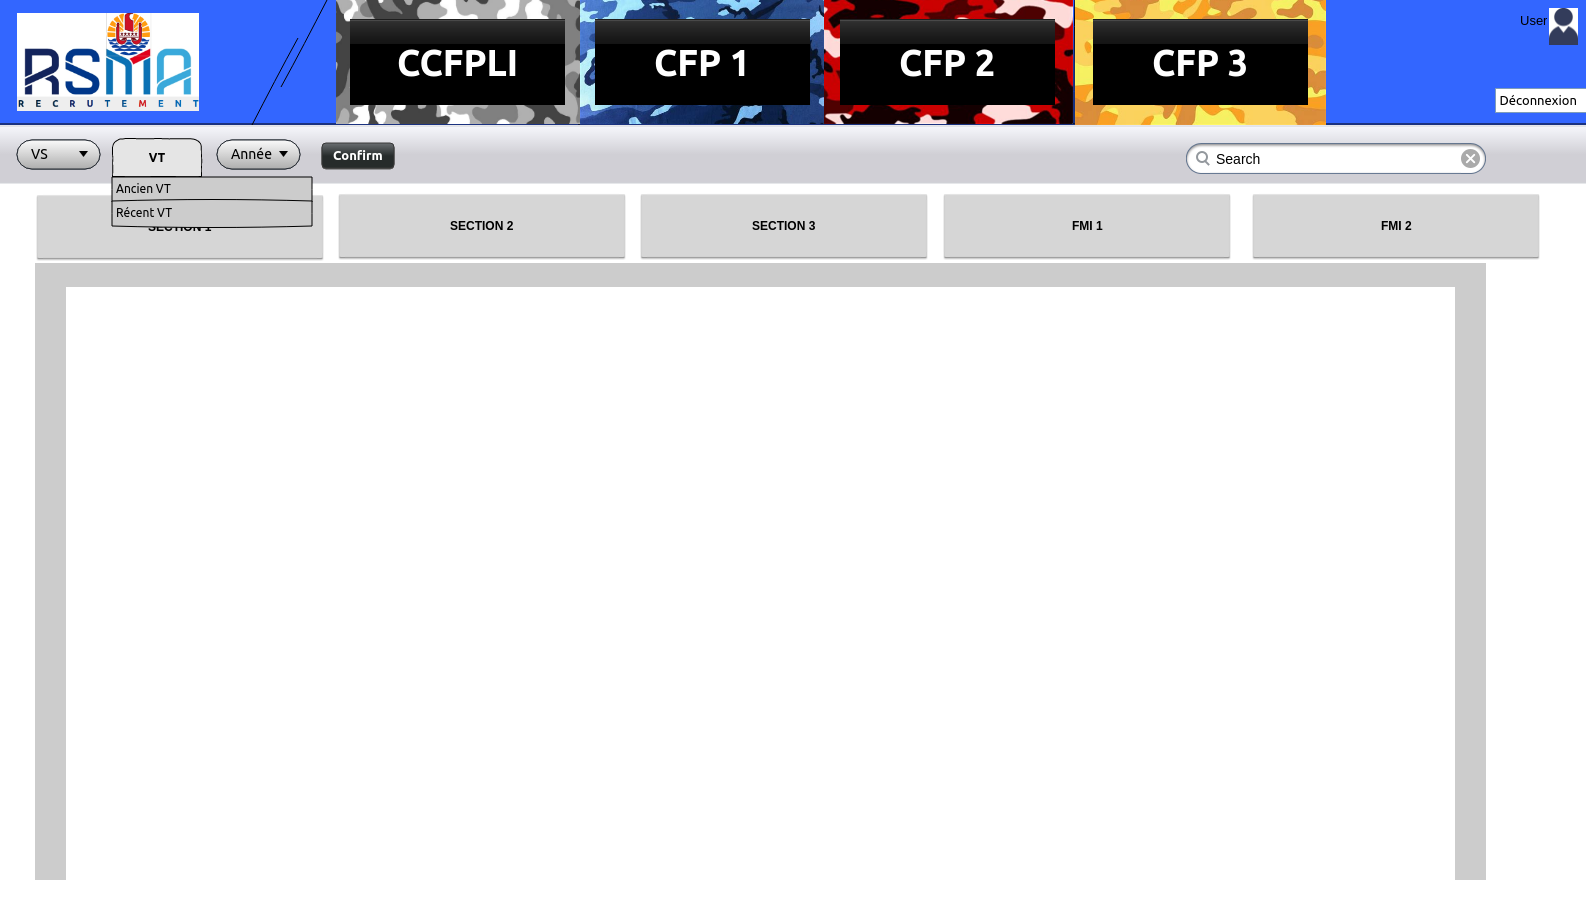 RSMA
RECRUTEMENT
CCFPLI
CFP 1
CFP 2
CFP 3
User
Déconnexion
VS
VT
Année
Confirm
Search
Ancien VT
Récent VT
SECTION 1
SECTION 2
SECTION 3
FMI 1
FMI 2